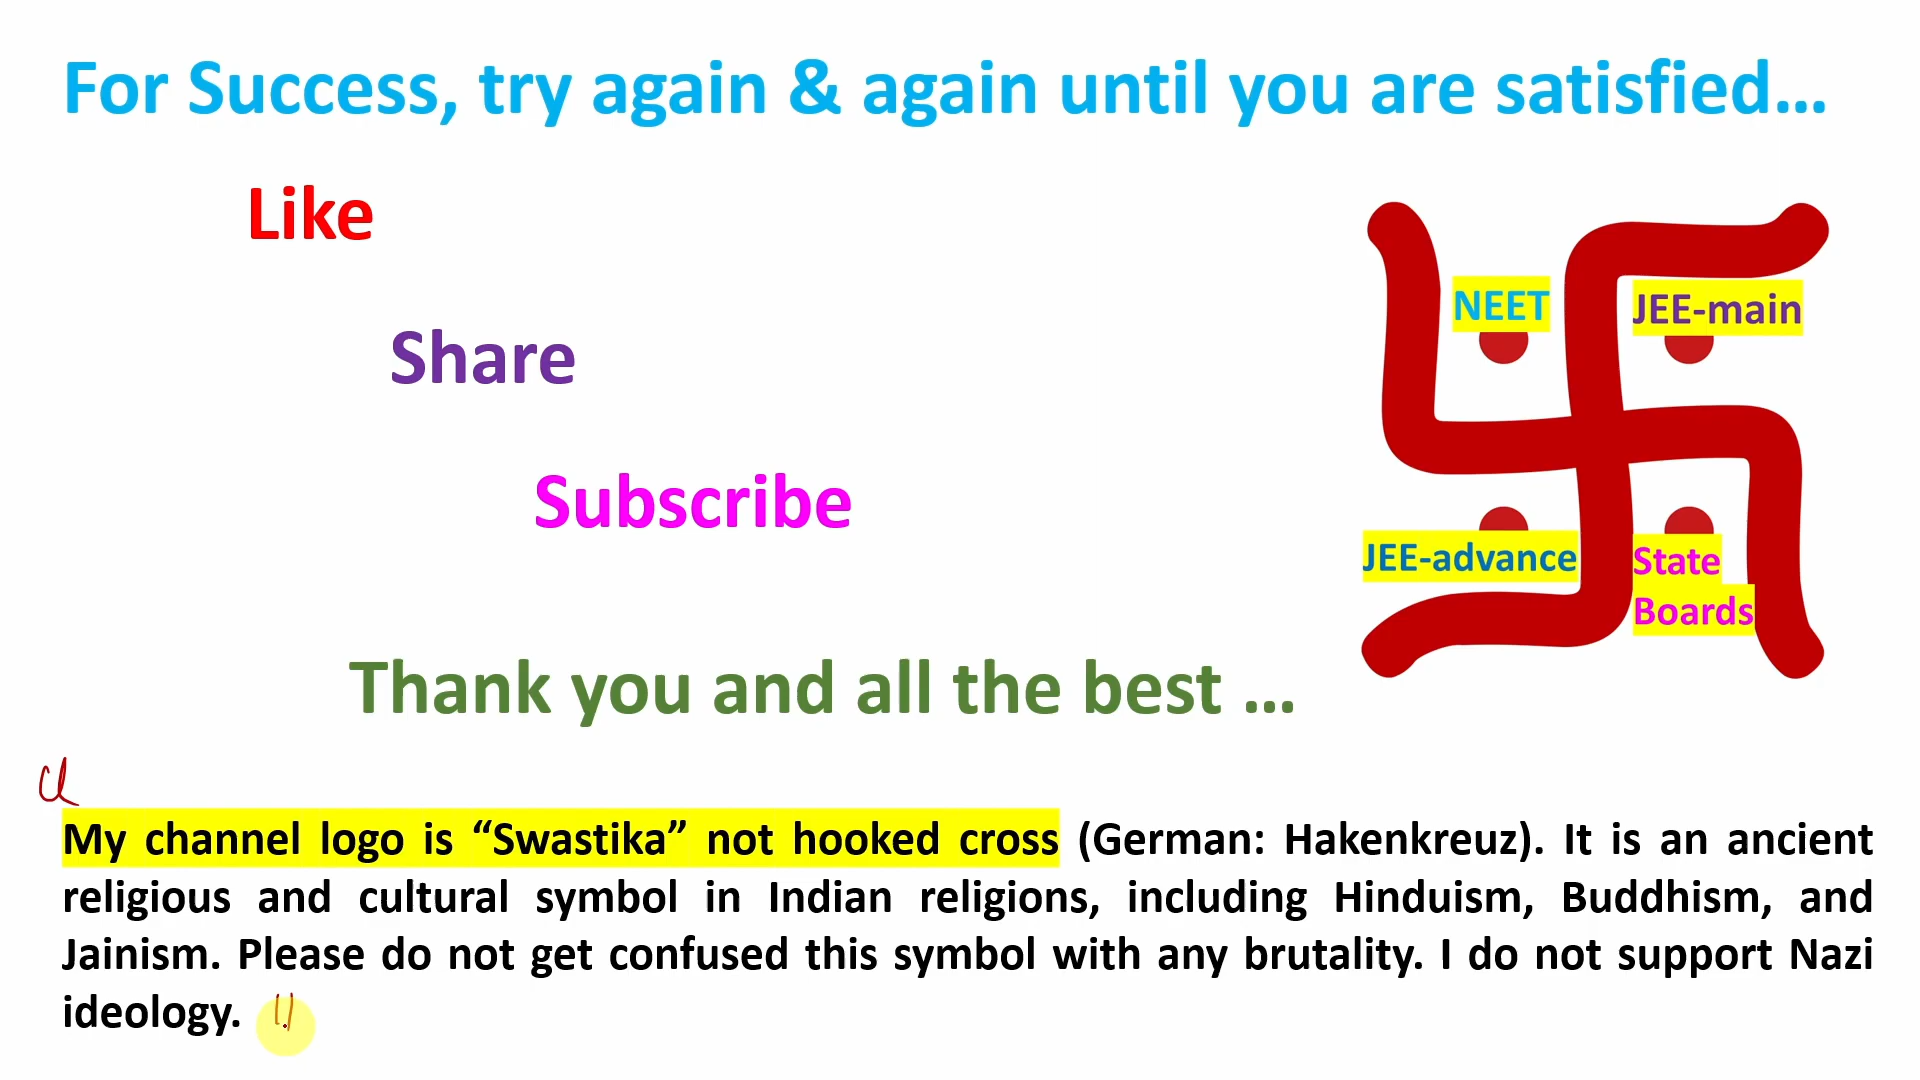 For Success, try again & again until you are satisfied...
Like
Share
Subscribe
NEET
JEE-main
JEE-advance
State
Boards
Thank you and all the best ...
My channel logo is “Swastika” not hooked cross (German: Hakenkreuz). It is an ancient
religious and cultural symbol in Indian religions, including Hinduism, Buddhism, and
Jainism. Please do not get confused this symbol with any brutality. I do not support Nazi
ideology.